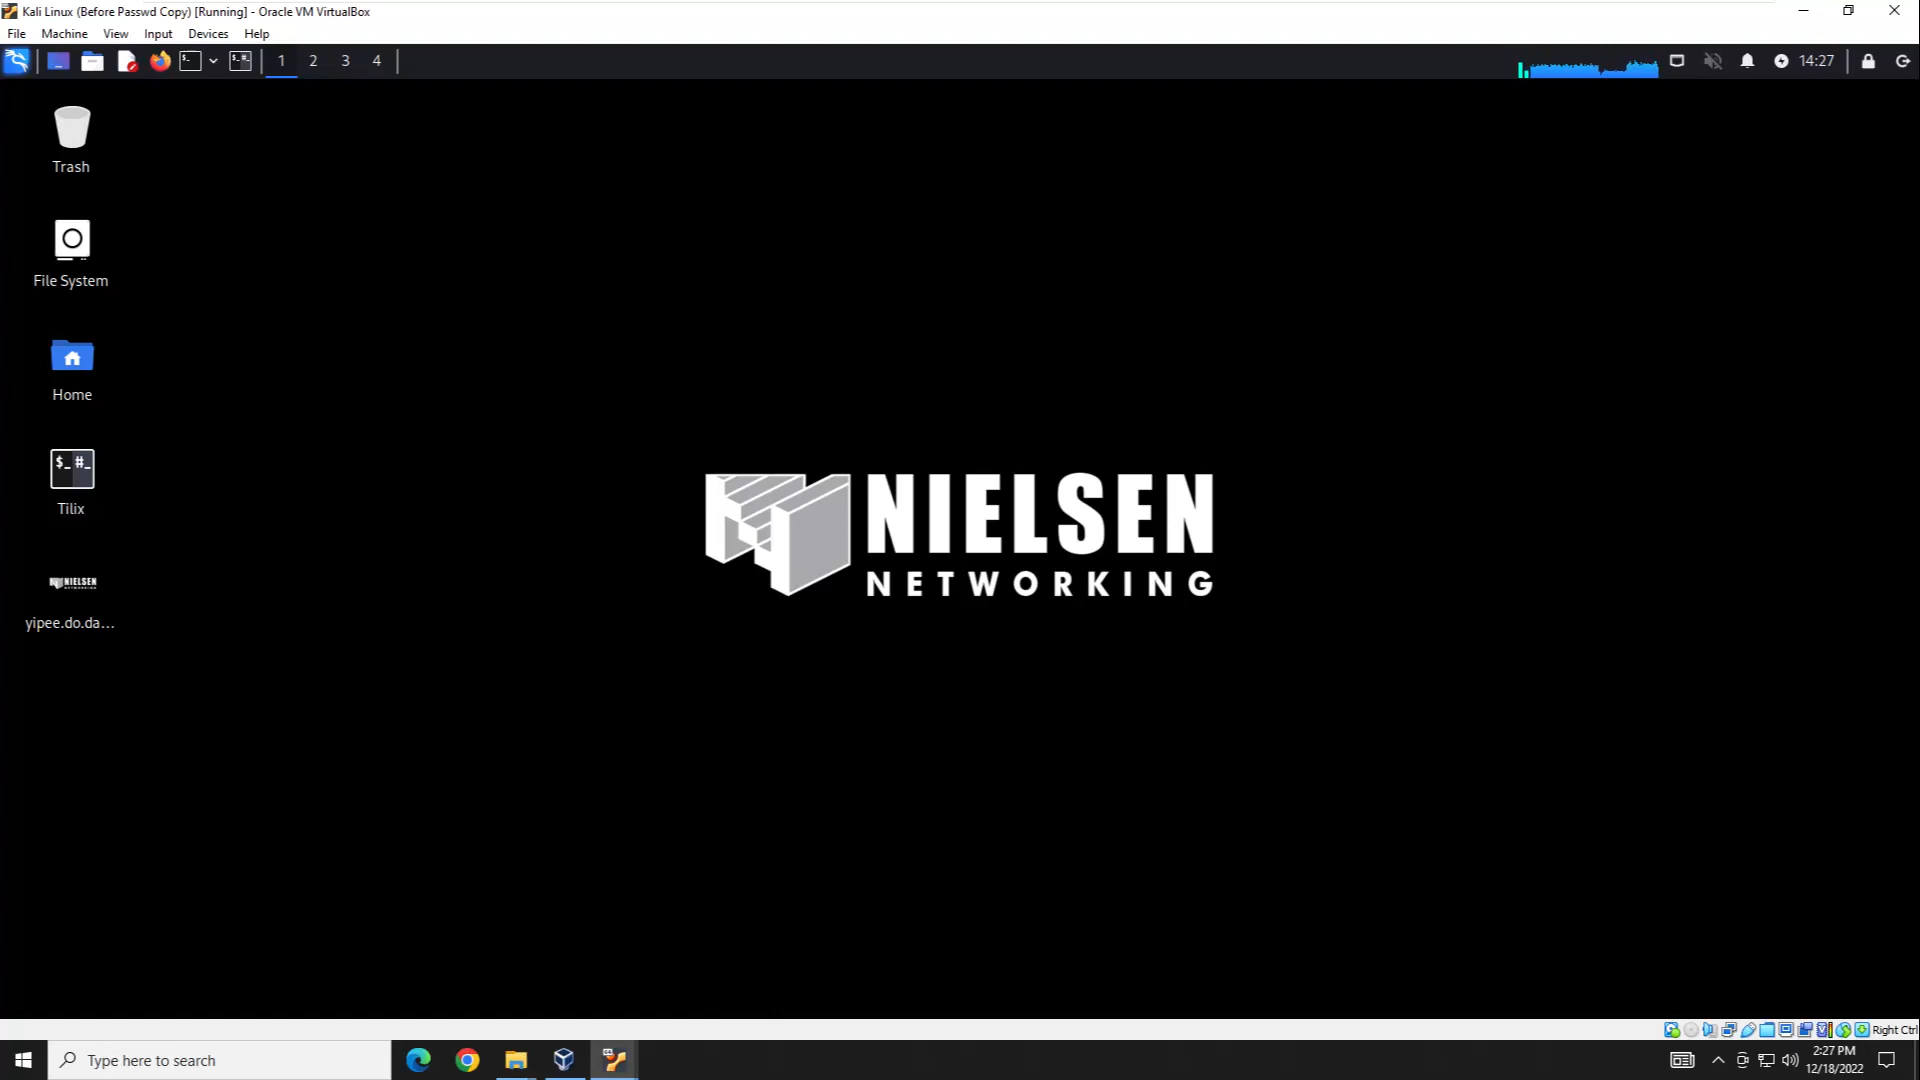 Kali Linux (Before Passwd Copy) [Running] - Oracle VM VirtualBox
File Machine View Input Devices Help
1 2 3 4
14:27
Trash
File System
Home
$_ #_
Tilix
NIELSEN
NETWORKING
yipee.do.da...
NIELSEN
NETWORKING
Right Ctrl
Type here to search
2:27 PM
12/18/2022